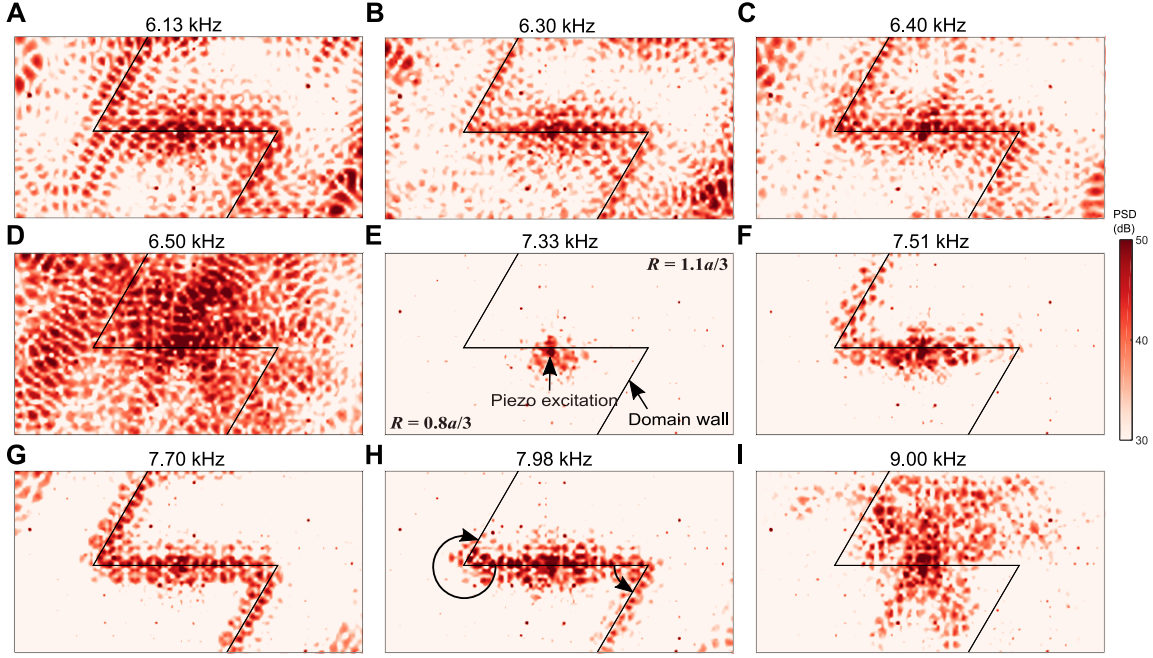 A
6.13 kHz
B
6.30 kHz
C
6.40 kHz
D
6.50 kHz
E
7.33 kHz
R = 1.1a/3
Piezo excitation
R = 0.8a/3
Domain wall
F
7.51 kHz
PSD
(dB)
50
40
30
G
7.70 kHz
H
7.98 kHz
I
9.00 kHz